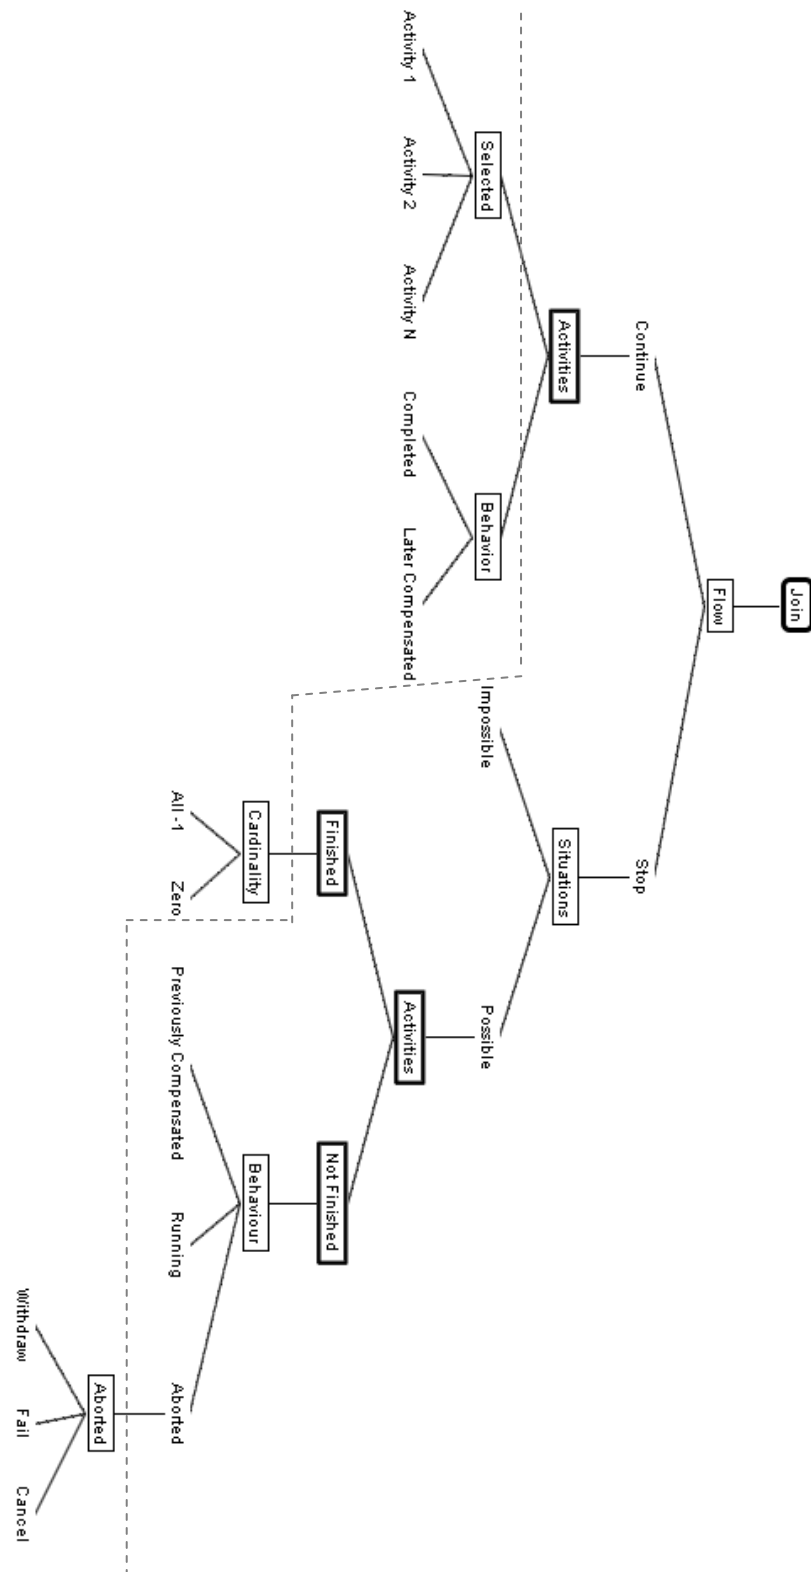 Join
Flow
Continue
Stop
Activities
Situations
Selected
Behavior
Impossible
Possible
Activity 1
Activity 2
Activity N
Completed
Later Compensated
Activities
Finished
Not Finished
Cardinality
Behaviour
All -1
Zero
Previously Compensated
Running
Aborted
Aborted
Withdraw
Fail
Cancel